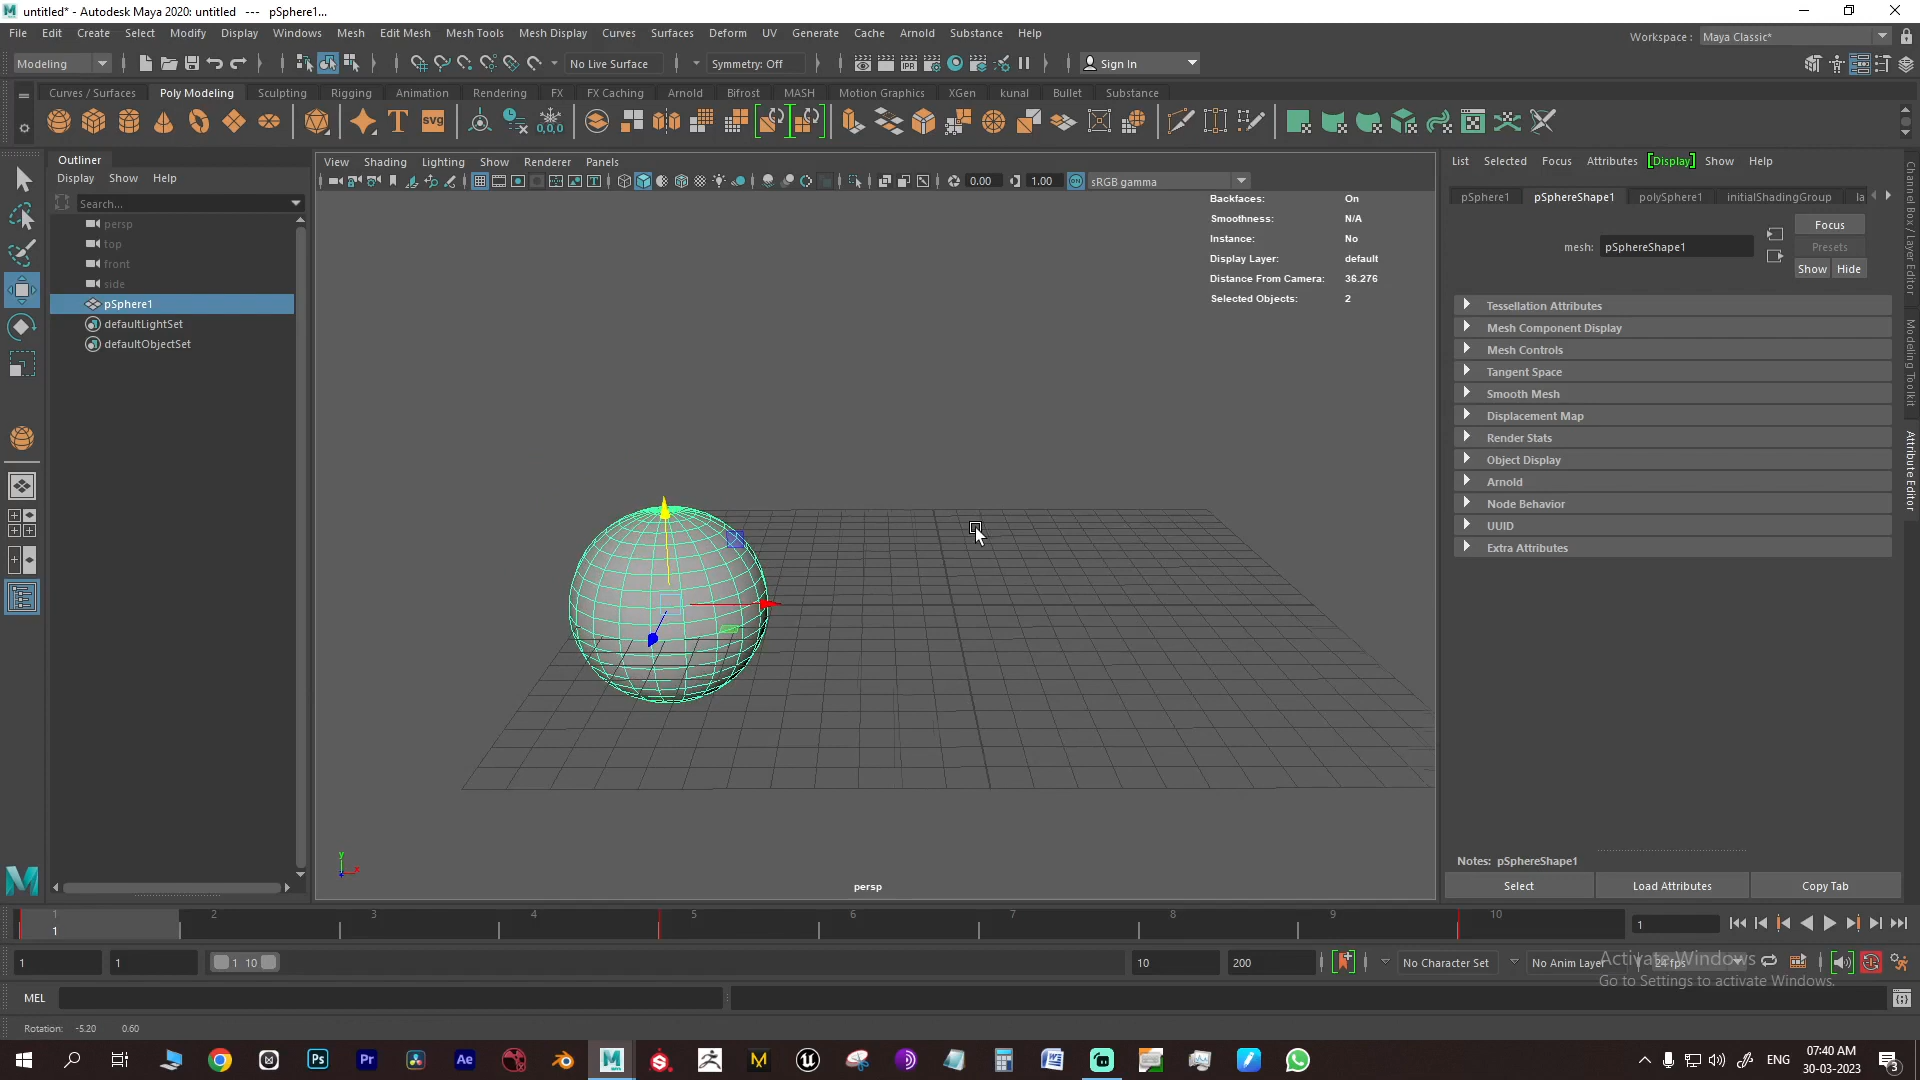 untitled* - Autodesk Maya 2020: untitled --- pSphere1...
File Edit Create Select Modify Display Windows Mesh Edit Mesh Mesh Tools Mesh Display Curves Surfaces Deform UV Generate Cache Arnold Substance Help
Workspace : Maya Classic*
Modeling No Live Surface Symmetry: Off Sign In
Curves / Surfaces Poly Modeling Sculpting Rigging Animation Rendering FX FX Caching Arnold Bifrost MASH Motion Graphics XGen kunal Bullet Substance
Outliner
Display Show Help
Search...
persp
top
front
side
pSphere1
defaultLightSet
defaultObjectSet
View Shading Lighting Show Renderer Panels
0.00 1.00 sRGB gamma
Backfaces: On
Smoothness: N/A
Instance: No
Display Layer: default
Distance From Camera: 36.276
Selected Objects: 2
persp
List Selected Focus Attributes Display Show Help
pSphere1 pSphereShape1 polySphere1 initialShadingGroup la
mesh: pSphereShape1
Focus
Presets
Show Hide
Tessellation Attributes
Mesh Component Display
Mesh Controls
Tangent Space
Smooth Mesh
Displacement Map
Render Stats
Object Display
Arnold
Node Behavior
UUID
Extra Attributes
Notes: pSphereShape1
Select Load Attributes Copy Tab
Channel Box / Layer Editor
Modeling Toolkit
Attribute Editor
1 2 3 4 5 6 7 8 9 10
1
1
1 1 1 10 10 200 No Character Set No Anim Layer 24 fps
Activate Windows
Go to Settings to activate Windows.
MEL
Rotation: -5.20 0.60
ENG
07:40 AM
30-03-2023
3